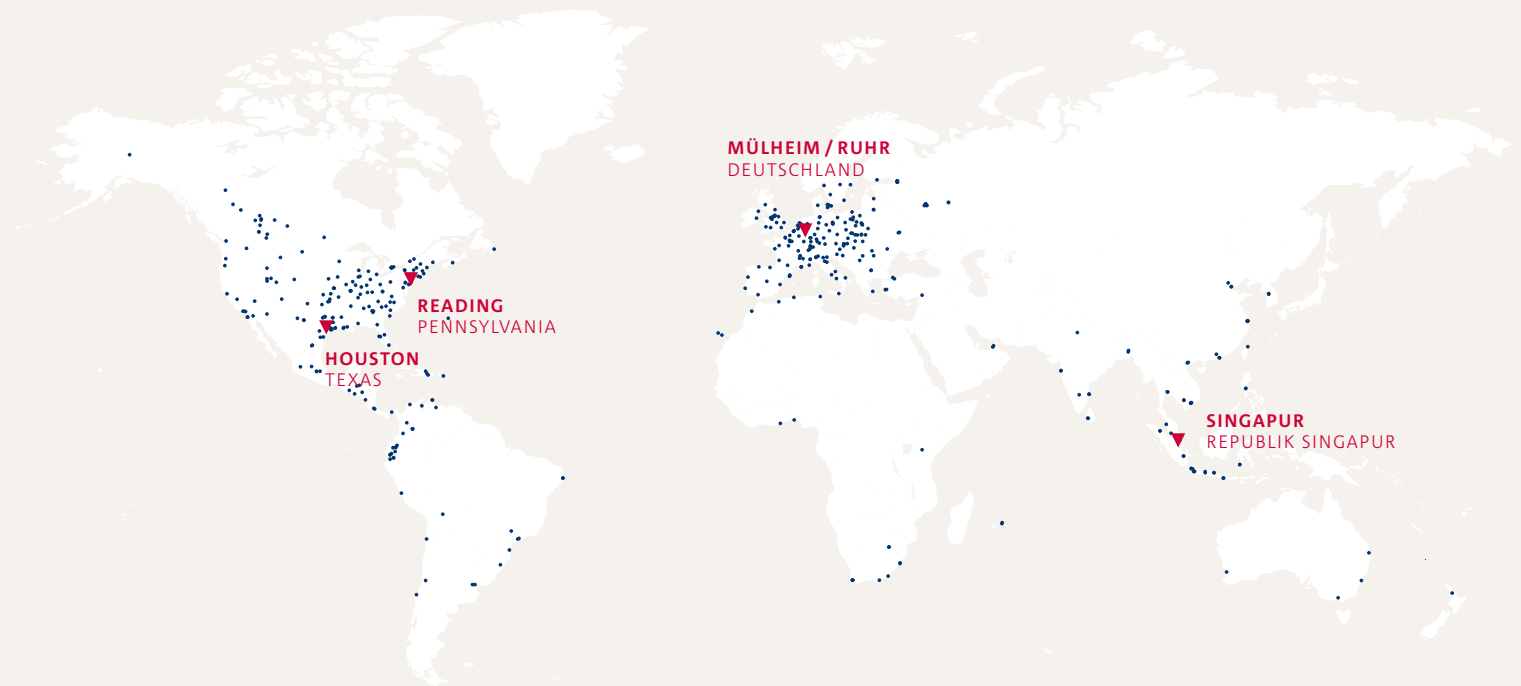 MÜLHEIM / RUHR
DEUTSCHLAND
READING
PENNSYLVANIA
HOUSTON
TEXAS
SINGAPUR
REPUBLIK SINGAPUR